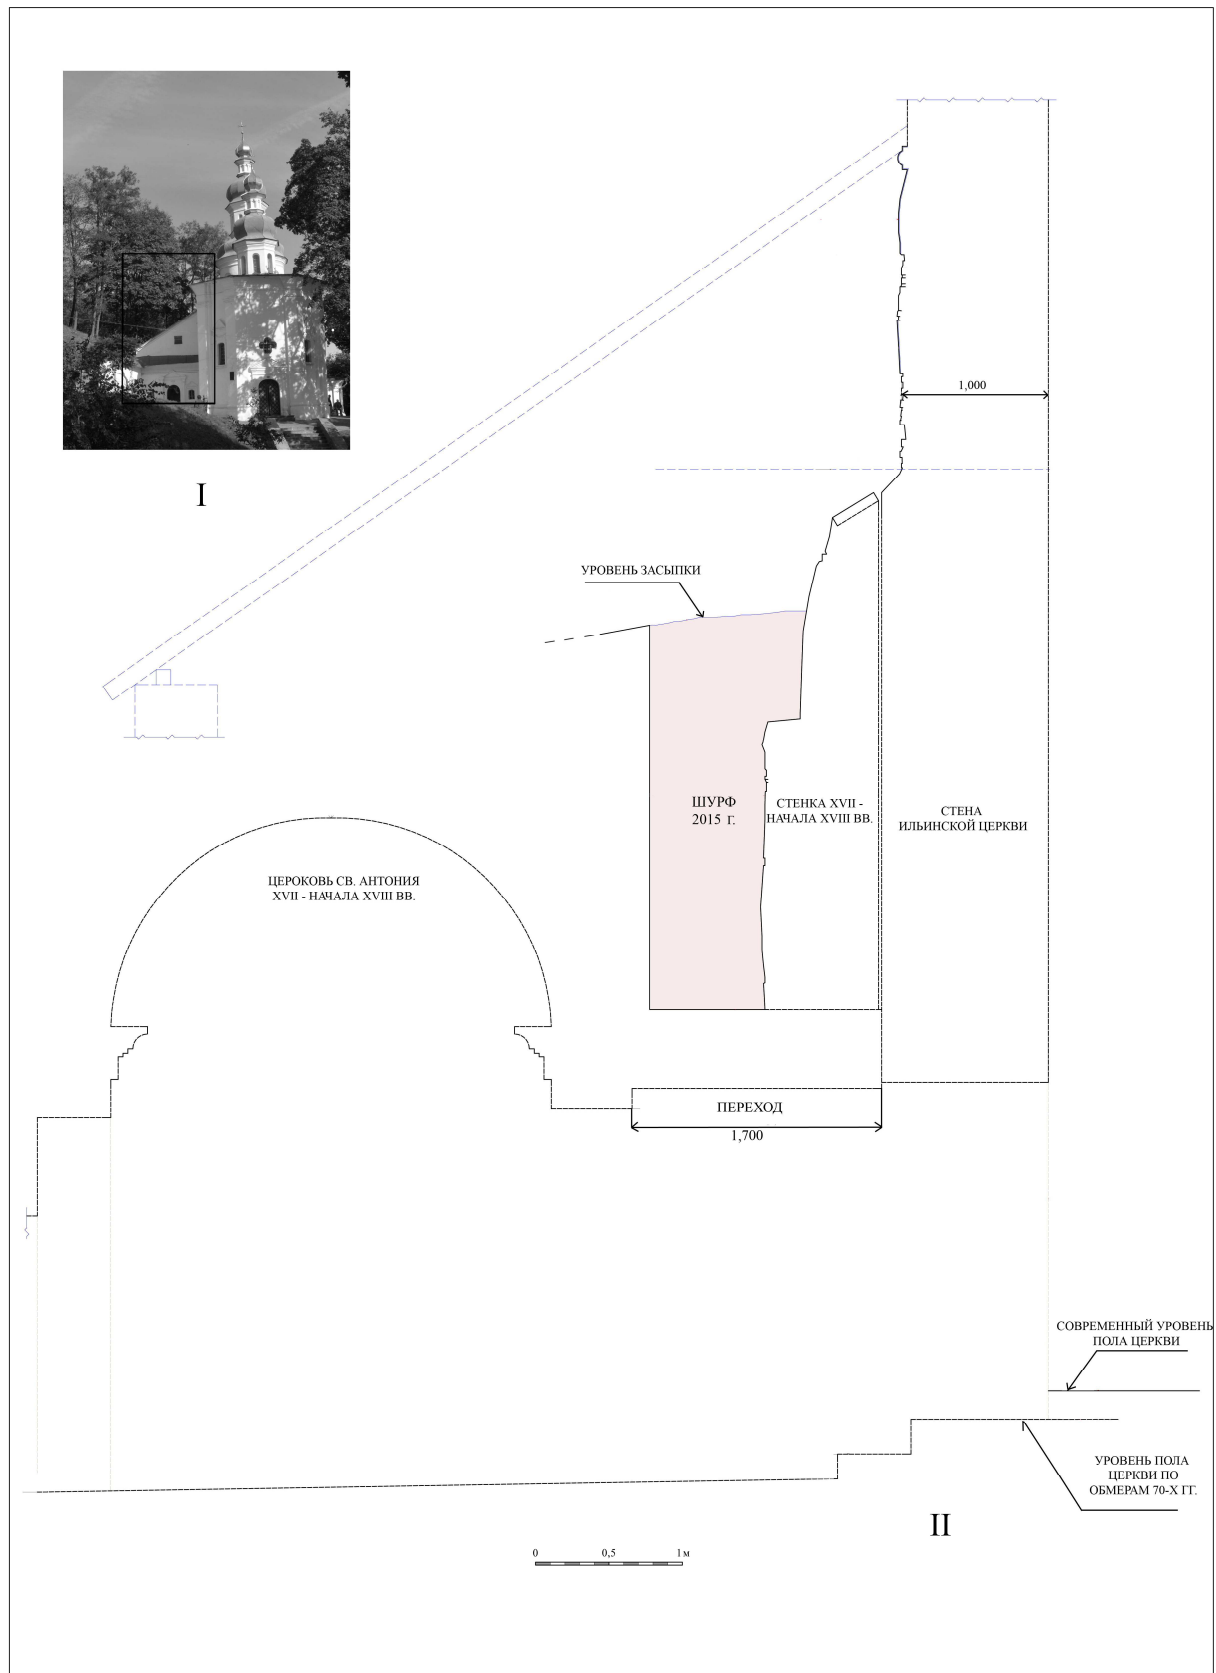 I
1,000
УРОВЕНЬ ЗАСЫПКИ
ШУРФ
2015 г.
СТЕНКА XVII -
НАЧАЛА XVIII ВВ.
СТЕНА
ИЛЬИНСКОЙ ЦЕРКВИ
ЦЕРОКОВЬ СВ. АНТОНИЯ
XVII - НАЧАЛА XVIII ВВ.
ПЕРЕХОД
1,700
СОВРЕМЕННЫЙ УРОВЕНЬ
ПОЛА ЦЕРКВИ
УРОВЕНЬ ПОЛА
ЦЕРКВИ ПО
ОБМЕРАМ 70-Х ГГ.
II
0 0,5 1м